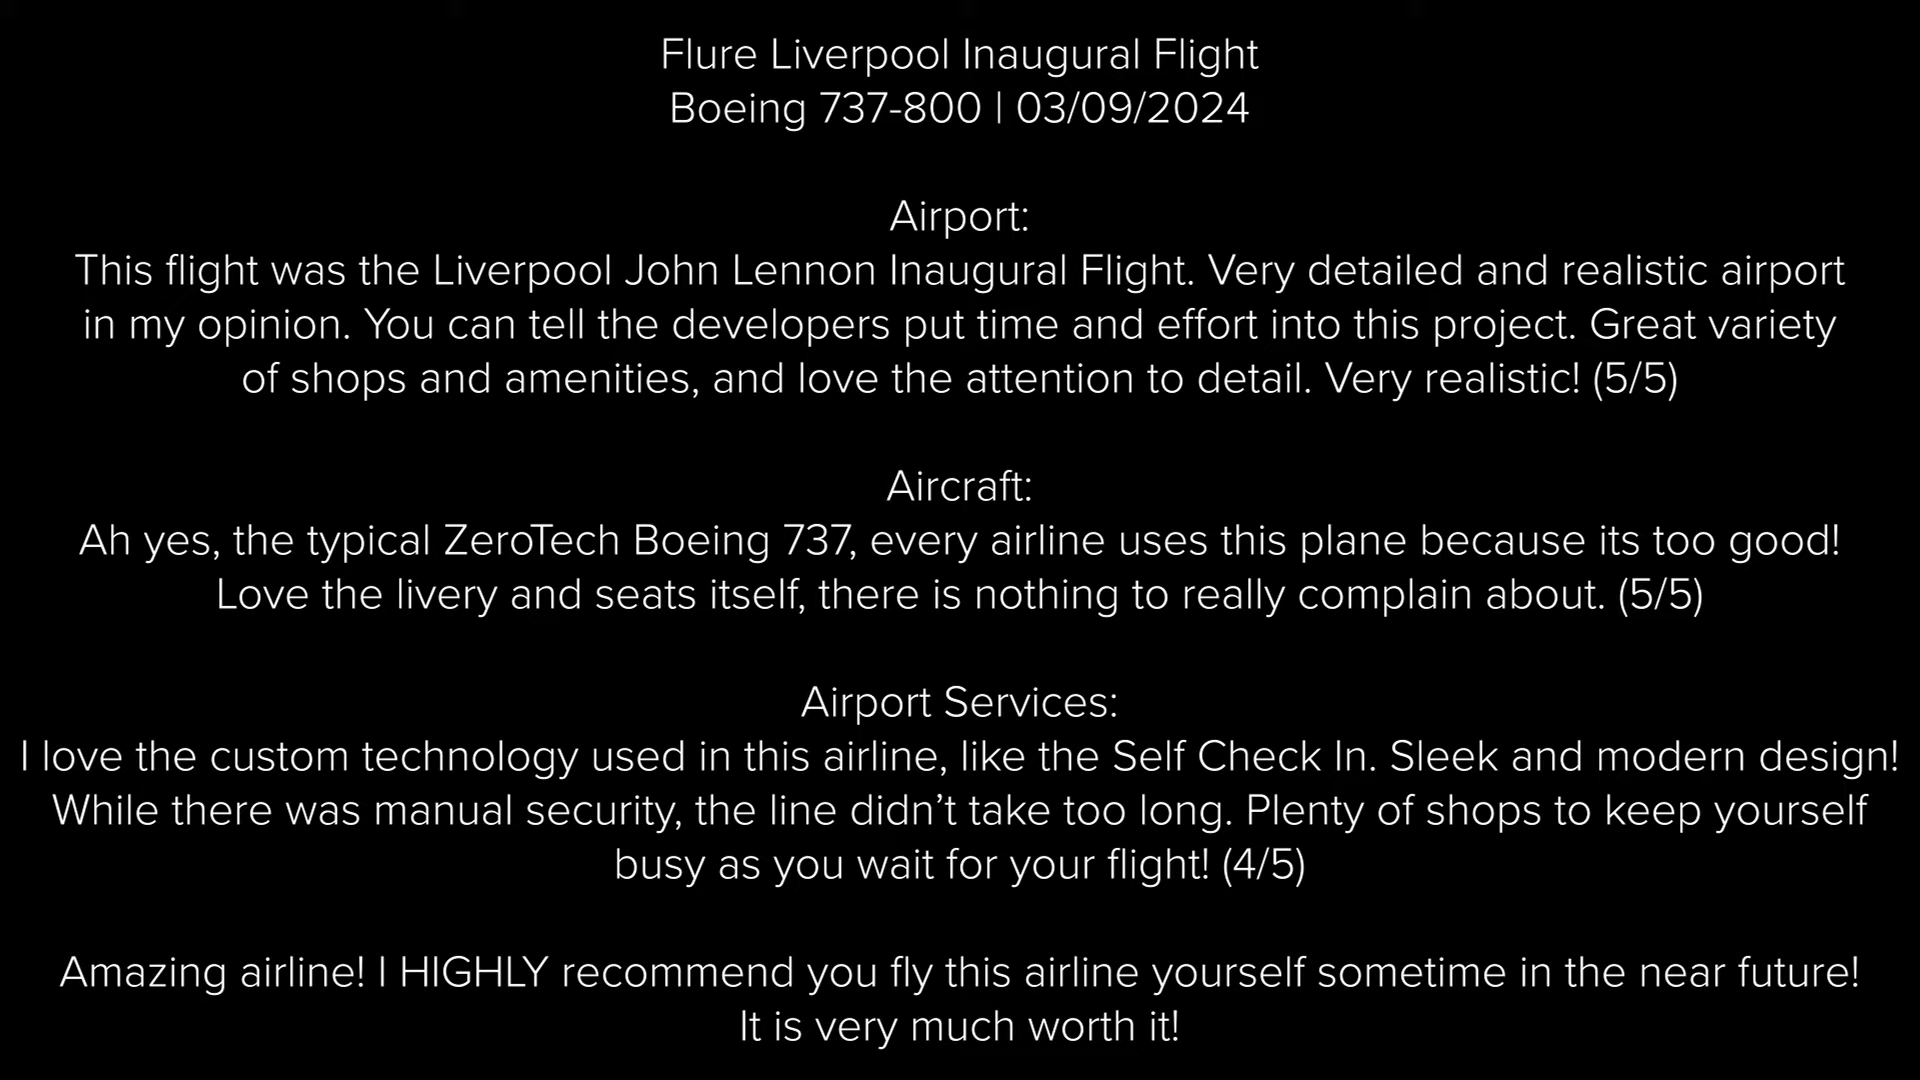 Flure Liverpool Inaugural Flight
Boeing 737-800 | 03/09/2024
Airport:
This flight was the Liverpool John Lennon Inaugural Flight. Very detailed and realistic airport
in my opinion. You can tell the developers put time and effort into this project. Great variety
of shops and amenities, and love the attention to detail. Very realistic! (5/5)
Aircraft:
Ah yes, the typical ZeroTech Boeing 737, every airline uses this plane because its too good!
Love the livery and seats itself, there is nothing to really complain about. (5/5)
Airport Services:
I love the custom technology used in this airline, like the Self Check In. Sleek and modern design!
While there was manual security, the line didn’t take too long. Plenty of shops to keep yourself
busy as you wait for your flight! (4/5)
Amazing airline! I HIGHLY recommend you fly this airline yourself sometime in the near future!
It is very much worth it!